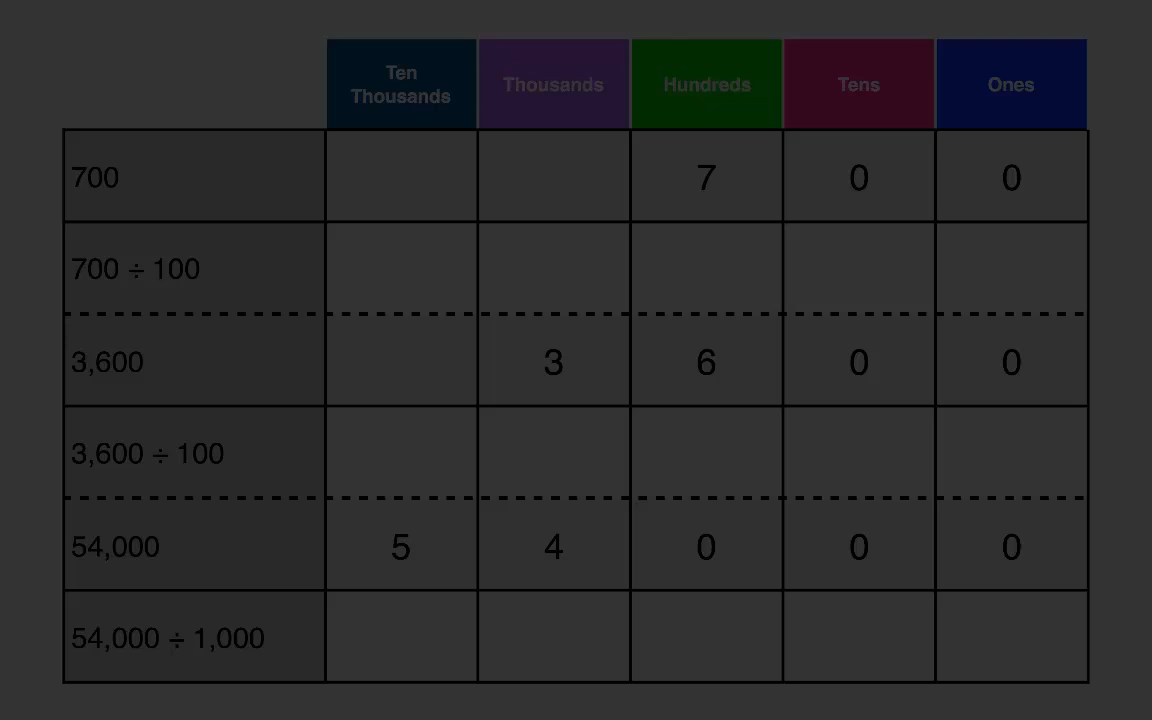 Ten
Thousands
Thousands
Hundreds
Tens
Ones
700 7 0 0
700 ÷ 100
3,600 3 6 0 0
3,600 ÷ 100
54,000 5 4 0 0 0
54,000 ÷ 1,000